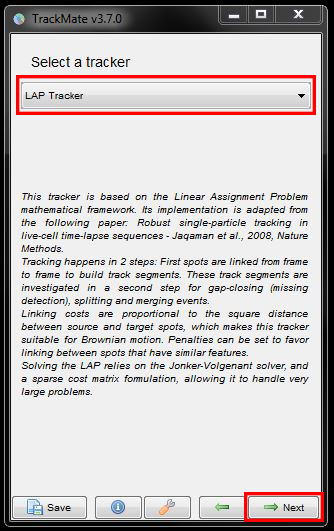 TrackMate v3.7.0
Select a tracker
LAP Tracker
This tracker is based on the Linear Assignment Problem
mathematical framework. Its implementation is adapted from
the following paper: Robust single-particle tracking in
live-cell time-lapse sequences - Jaqaman et al., 2008, Nature
Methods.
Tracking happens in 2 steps: First spots are linked from frame
to frame to build track segments. These track segments are
investigated in a second step for gap-closing (missing
detection), splitting and merging events.
Linking costs are proportional to the square distance
between source and target spots, which makes this tracker
suitable for Brownian motion. Penalties can be set to favor
linking between spots that have similar features.
Solving the LAP relies on the Jonker-Volgenant solver, and
a sparse cost matrix formulation, allowing it to handle very
large problems.
Save
Next